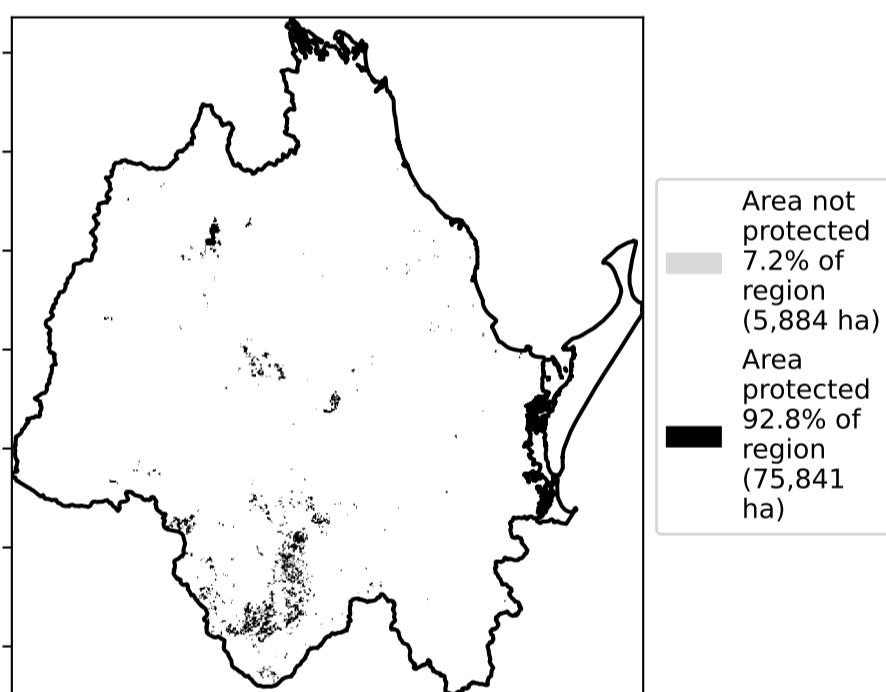 Area not
protected
7.2% of
region
(5,884 ha)
Area
protected
92.8% of
region
(75,841
ha)